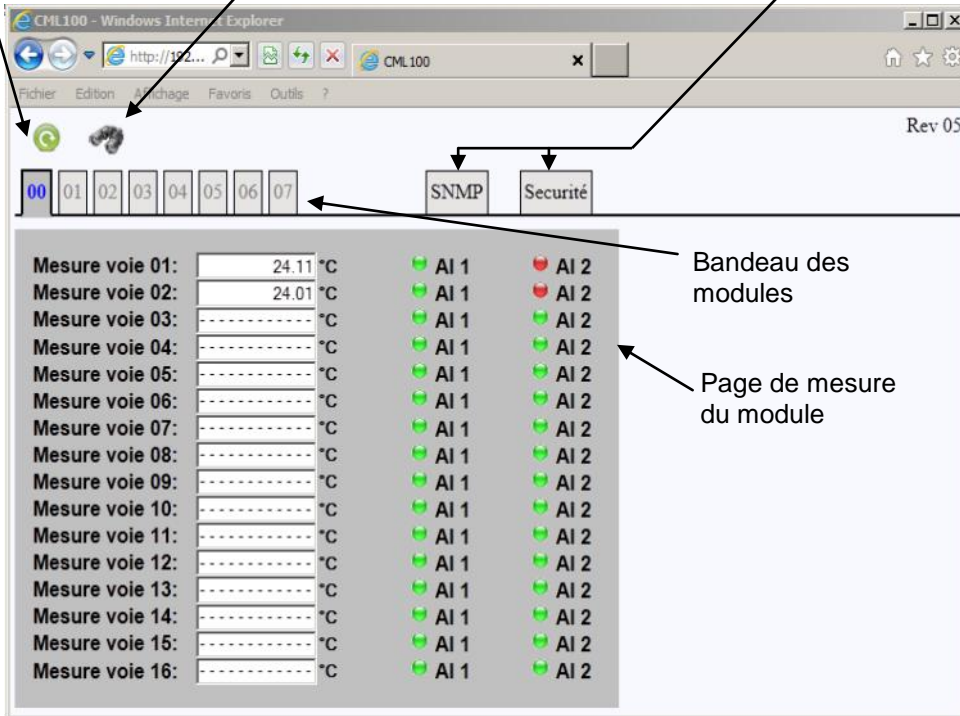 CML100 - Windows Internet Explorer
http://192... CML100
Fichier Edition Affichage Favoris Outils ?
Rev 05
00 01 02 03 04 05 06 07 SNMP Securité
Mesure voie 01: 24.11 °C Al 1 Al 2
Mesure voie 02: 24.01 °C Al 1 Al 2
Mesure voie 03: ------------ °C Al 1 Al 2
Mesure voie 04: ------------ °C Al 1 Al 2
Mesure voie 05: ------------ °C Al 1 Al 2
Mesure voie 06: ------------ °C Al 1 Al 2
Mesure voie 07: ------------ °C Al 1 Al 2
Mesure voie 08: ------------ °C Al 1 Al 2
Mesure voie 09: ------------ °C Al 1 Al 2
Mesure voie 10: ------------ °C Al 1 Al 2
Mesure voie 11: ------------ °C Al 1 Al 2
Mesure voie 12: ------------ °C Al 1 Al 2
Mesure voie 13: ------------ °C Al 1 Al 2
Mesure voie 14: ------------ °C Al 1 Al 2
Mesure voie 15: ------------ °C Al 1 Al 2
Mesure voie 16: ------------ °C Al 1 Al 2
Bandeau des
modules
Page de mesure
du module